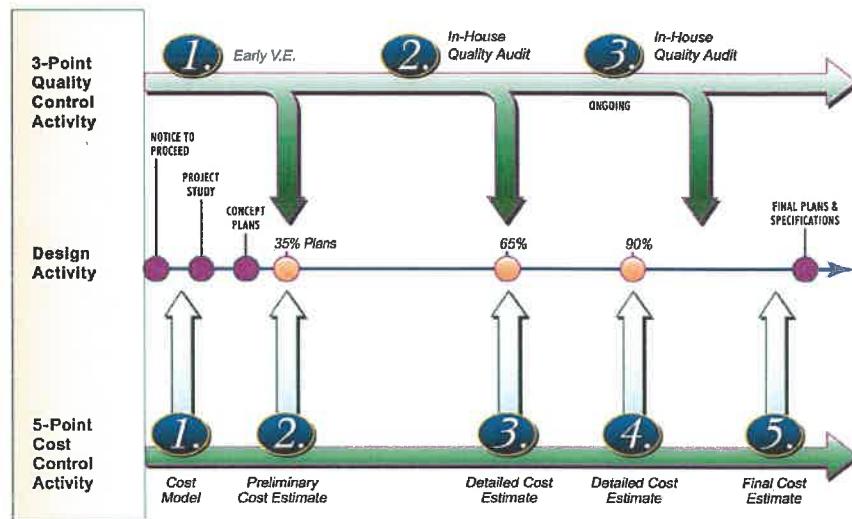 3-Point
Quality
Control
Activity
1.
Early V.E.
2.
In-House
Quality Audit
3.
In-House
Quality Audit
ONGOING
NOTICE TO
PROCEED
PROJECT
STUDY
CONCEPT
PLANS
FINAL PLANS &
SPECIFICATIONS
Design
Activity
35% Plans
65%
90%
5-Point
Cost
Control
Activity
1.
2.
3.
4.
5.
Cost
Model
Preliminary
Cost Estimate
Detailed Cost
Estimate
Detailed Cost
Estimate
Final Cost
Estimate